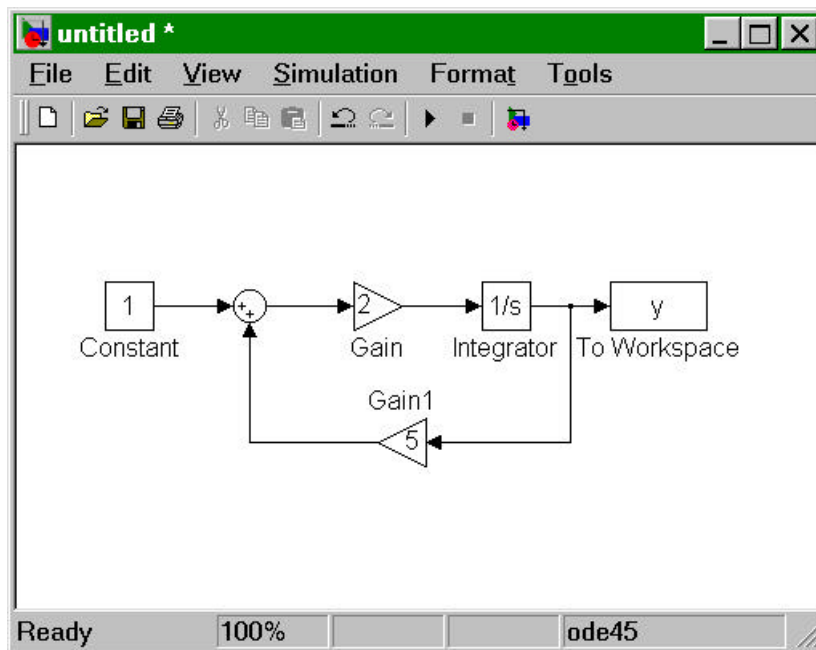 untitled *
File Edit View Simulation Format Tools
1 + + 2 1/s y
Constant Gain Integrator To Workspace
Gain1
5
Ready 100% ode45